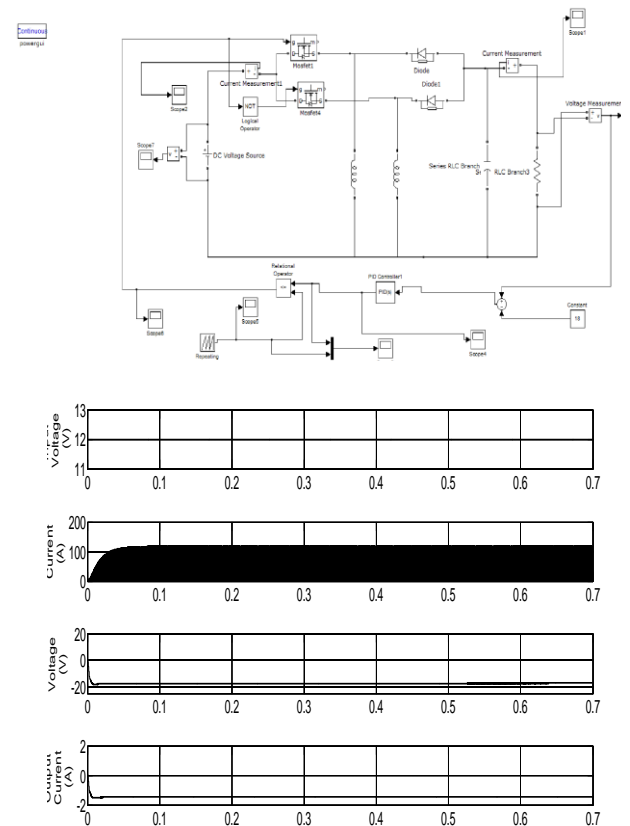 Continuous
powergui
Scope1
Mosfet1
Diode
Current Measurement
Current Measurement1
Diode1
Scope2
NOT
Logical
Operator
Mosfet4
Voltage Measurement
Scope7
DC Voltage Source
Series RLC Branch
RLC Branch3
Relational
Operator
PID Controller1
PID(s)
Constant
18
Scope6
Scope5
Repeating
Scope4
Voltage
(V)
13
12
11
0 0.1 0.2 0.3 0.4 0.5 0.6 0.7
Current
(A)
200
100
0
0 0.1 0.2 0.3 0.4 0.5 0.6 0.7
Voltage
(V)
20
0
-20
0 0.1 0.2 0.3 0.4 0.5 0.6 0.7
Output
Current
(A)
2
0
-2
0 0.1 0.2 0.3 0.4 0.5 0.6 0.7